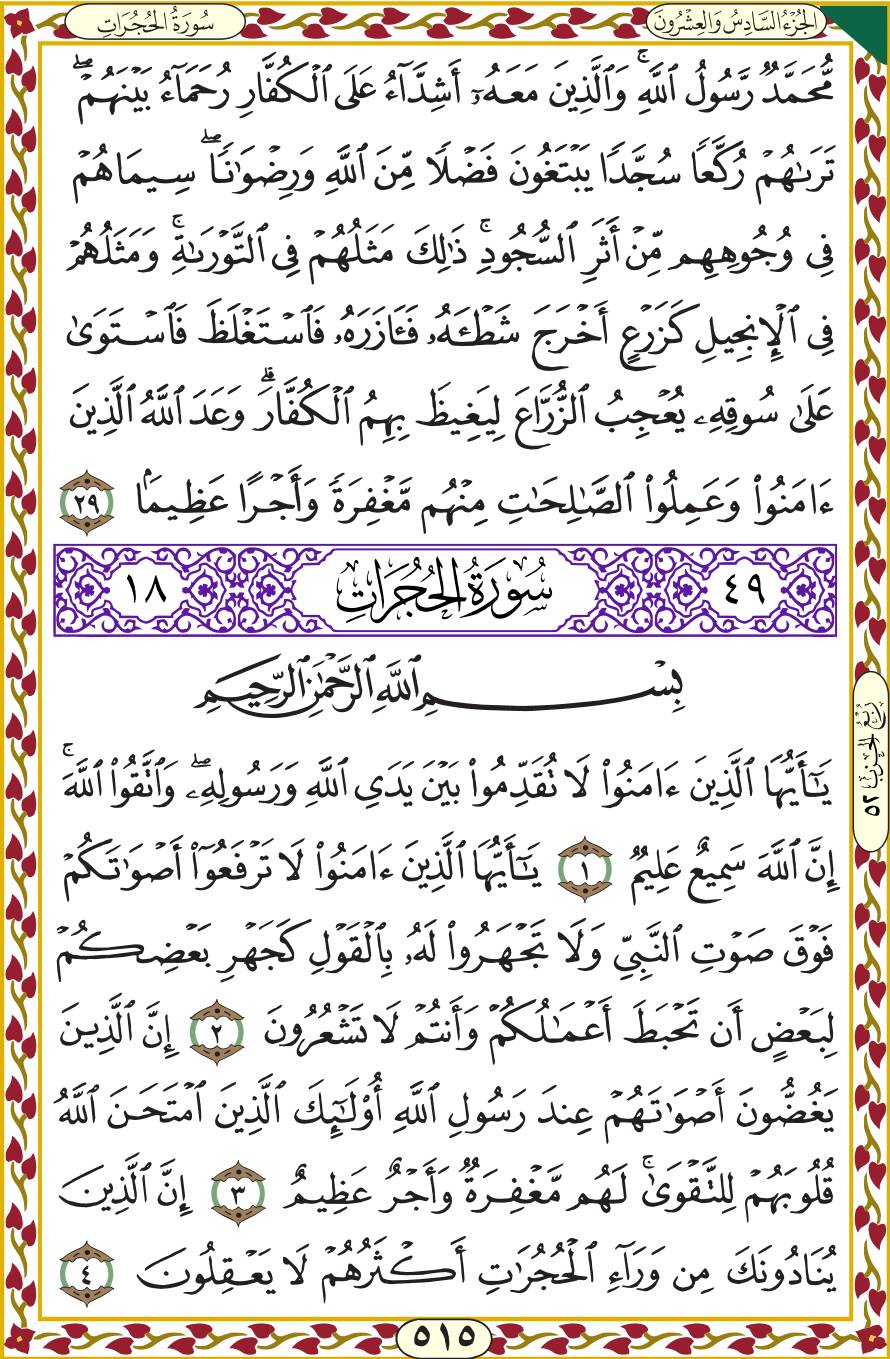 الجُزْءُ السَّادِسُ وَالعِشْرُونَ
سُورَةُ الحُجُرَاتِ
مُّحَمَّدٌ رَّسُولُ ٱللَّهِۚ وَٱلَّذِينَ مَعَهُۥٓ أَشِدَّآءُ عَلَى ٱلْكُفَّارِ رُحَمَآءُ بَيْنَهُمْۖ
تَرَىٰهُمْ رُكَّعًا سُجَّدًا يَبْتَغُونَ فَضْلًا مِّنَ ٱللَّهِ وَرِضْوَٰنًاۖ سِيمَاهُمْ
فِى وُجُوهِهِم مِّنْ أَثَرِ ٱلسُّجُودِۚ ذَٰلِكَ مَثَلُهُمْ فِى ٱلتَّوْرَىٰةِۚ وَمَثَلُهُمْ
فِى ٱلْإِنجِيلِ كَزَرْعٍ أَخْرَجَ شَطْـَٔهُۥ فَـَٔازَرَهُۥ فَٱسْتَغْلَظَ فَٱسْتَوَىٰ
عَلَىٰ سُوقِهِۦ يُعْجِبُ ٱلزُّرَّاعَ لِيَغِيظَ بِهِمُ ٱلْكُفَّارَۗ وَعَدَ ٱللَّهُ ٱلَّذِينَ
ءَامَنُوا۟ وَعَمِلُوا۟ ٱلصَّٰلِحَٰتِ مِنْهُم مَّغْفِرَةً وَأَجْرًا عَظِيمًۢا ٢٩
٤٩ سُورَةُ الحُجُرَاتِ ١٨
بِسْمِ ٱللَّهِ ٱلرَّحْمَٰنِ ٱلرَّحِيمِ
يَٰٓأَيُّهَا ٱلَّذِينَ ءَامَنُوا۟ لَا تُقَدِّمُوا۟ بَيْنَ يَدَىِ ٱللَّهِ وَرَسُولِهِۦۖ وَٱتَّقُوا۟ ٱللَّهَۚ
إِنَّ ٱللَّهَ سَمِيعٌ عَلِيمٌ ١ يَٰٓأَيُّهَا ٱلَّذِينَ ءَامَنُوا۟ لَا تَرْفَعُوٓا۟ أَصْوَٰتَكُمْ
فَوْقَ صَوْتِ ٱلنَّبِىِّ وَلَا تَجْهَرُوا۟ لَهُۥ بِٱلْقَوْلِ كَجَهْرِ بَعْضِكُمْ
لِبَعْضٍ أَن تَحْبَطَ أَعْمَٰلُكُمْ وَأَنتُمْ لَا تَشْعُرُونَ ٢ إِنَّ ٱلَّذِينَ
يَغُضُّونَ أَصْوَٰتَهُمْ عِندَ رَسُولِ ٱللَّهِ أُو۟لَٰٓئِكَ ٱلَّذِينَ ٱمْتَحَنَ ٱللَّهُ
قُلُوبَهُمْ لِلتَّقْوَىٰۚ لَهُم مَّغْفِرَةٌ وَأَجْرٌ عَظِيمٌ ٣ إِنَّ ٱلَّذِينَ
يُنَادُونَكَ مِن وَرَآءِ ٱلْحُجُرَٰتِ أَكْثَرُهُمْ لَا يَعْقِلُونَ ٤
رُبْعُ الحِزْبِ ٥٢
٥١٥